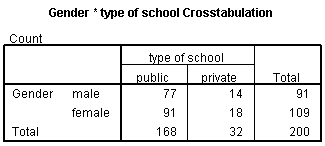 Gender * type of school Crosstabulation
Count
type of school
public private Total
Gender male 77 14 91
female 91 18 109
Total 168 32 200